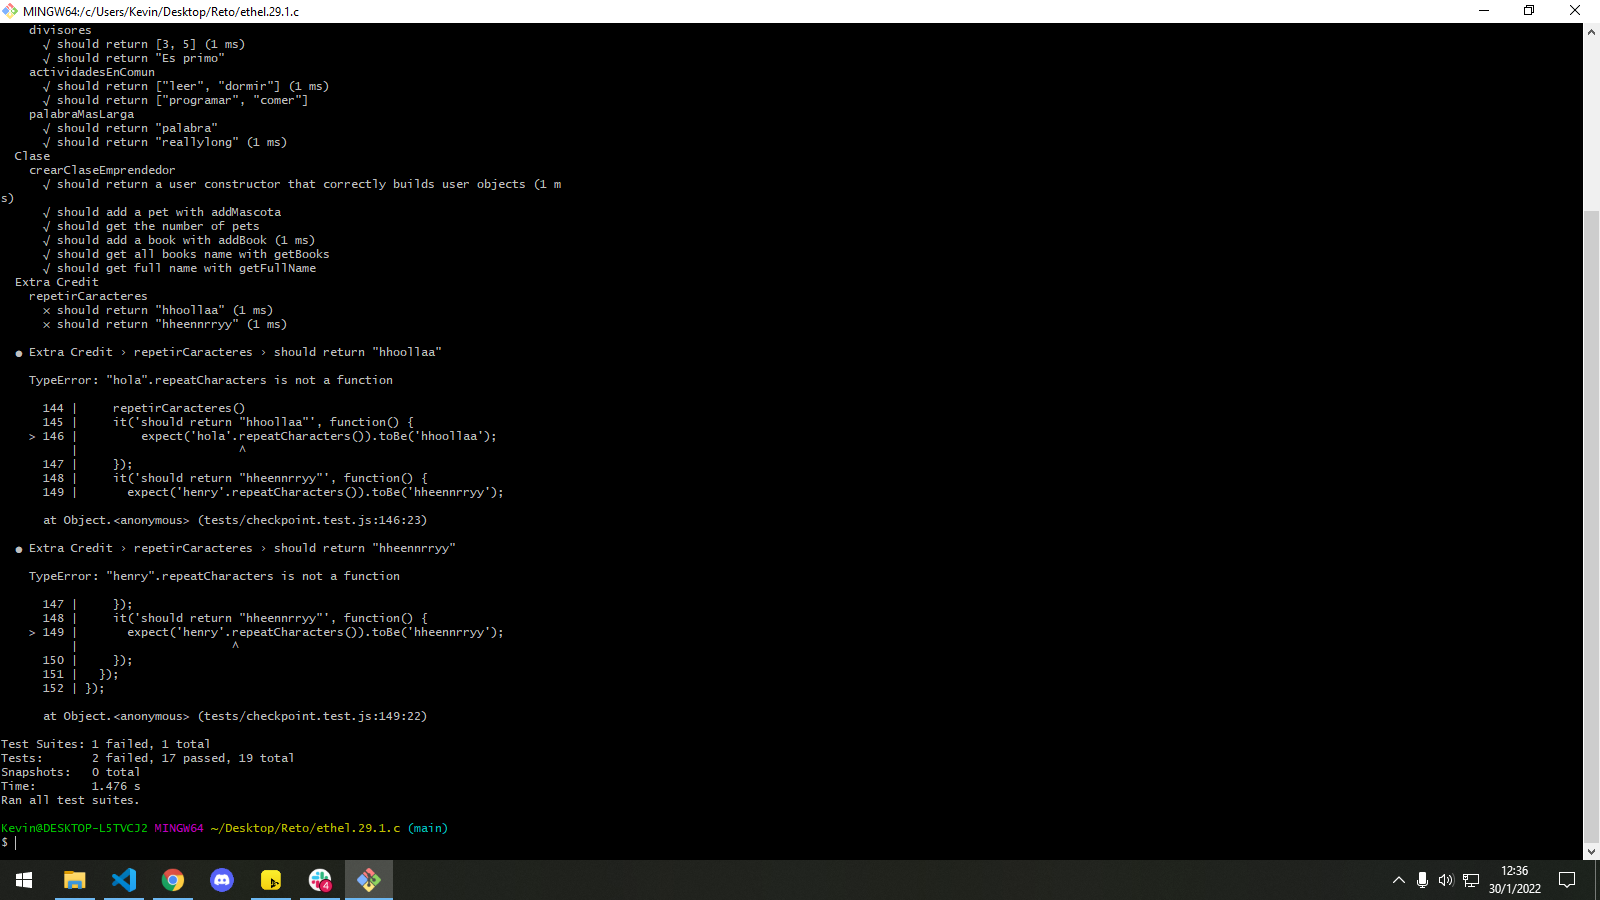 MINGW64:/c/Users/Kevin/Desktop/Reto/ethel.29.1.c
divisores
√ should return [3, 5] (1 ms)
√ should return "Es primo"
actividadesEnComun
√ should return ["leer", "dormir"] (1 ms)
√ should return ["programar", "comer"]
palabraMasLarga
√ should return "palabra"
√ should return "reallylong" (1 ms)
Clase
crearClaseEmprendedor
√ should return a user constructor that correctly builds user objects (1 m
s)
√ should add a pet with addMascota
√ should get the number of pets
√ should add a book with addBook (1 ms)
√ should get all books name with getBooks
√ should get full name with getFullName
Extra Credit
repetirCaracteres
× should return "hhoollaa" (1 ms)
× should return "hheennrryy" (1 ms)
● Extra Credit › repetirCaracteres › should return "hhoollaa"
TypeError: "hola".repeatCharacters is not a function
144 |     repetirCaracteres()
145 |     it('should return "hhoollaa"', function() {
> 146 |         expect('hola'.repeatCharacters()).toBe('hhoollaa');
|                       ^
147 |     });
148 |     it('should return "hheennrryy"', function() {
149 |       expect('henry'.repeatCharacters()).toBe('hheennrryy');
at Object.<anonymous> (tests/checkpoint.test.js:146:23)
● Extra Credit › repetirCaracteres › should return "hheennrryy"
TypeError: "henry".repeatCharacters is not a function
147 |     });
148 |     it('should return "hheennrryy"', function() {
> 149 |       expect('henry'.repeatCharacters()).toBe('hheennrryy');
|                      ^
150 |     });
151 |   });
152 | });
at Object.<anonymous> (tests/checkpoint.test.js:149:22)
Test Suites: 1 failed, 1 total
Tests:       2 failed, 17 passed, 19 total
Snapshots:   0 total
Time:        1.476 s
Ran all test suites.
Kevin@DESKTOP-L5TVCJ2 MINGW64 ~/Desktop/Reto/ethel.29.1.c (main)
$
4
12:36
30/1/2022